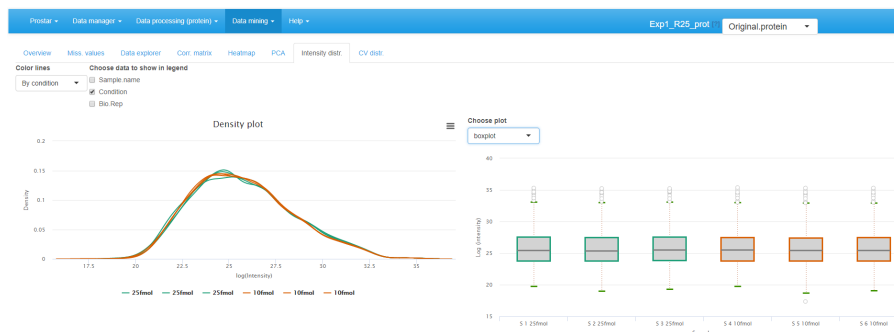 Prostar Data manager Data processing (protein) Data mining Help Exp1_R25_prot Original.protein
Overview Miss. values Data explorer Corr. matrix Heatmap PCA Intensity distr. CV distr.
Color lines Choose data to show in legend
By condition
Sample.name
Condition
Bio.Rep
Density plot
0.2
0.15
0.1
0.05
0
Density
17.5 20 22.5 25 27.5 30 32.5 35
log(Intensity)
25fmol 25fmol 25fmol 10fmol 10fmol 10fmol
Choose plot
boxplot
40
35
30
25
20
15
Log (intensity)
S 1 25fmol S 2 25fmol S 3 25fmol S 4 10fmol S 5 10fmol S 6 10fmol